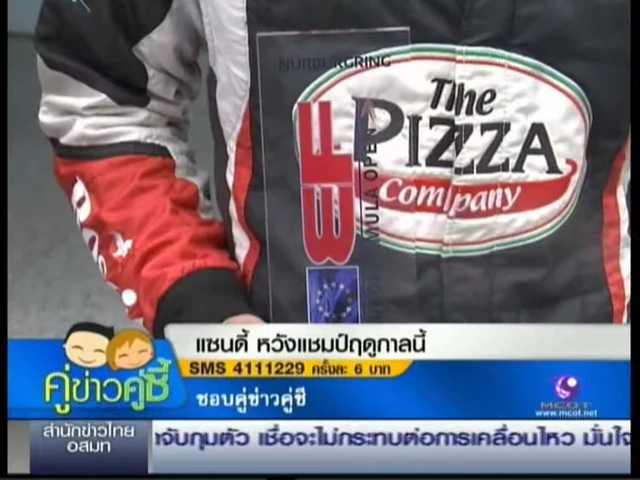 NURBURGRING
The
PIZZA
Company
F3
MULA OPEN
แซนดี้ หวังแชมป์ฤดูกาลนี้
SMS 4111229 ครั้งละ 6 บาท
คู่ข่าวคู่ซี้
ชอบคู่ข่าวคู่ซี้
MCOT
www.mcot.net
สำนักข่าวไทย
อสมท
าจับกุมตัว เชื่อจะไม่กระทบต่อการเคลื่อนไหว มั่นใจ